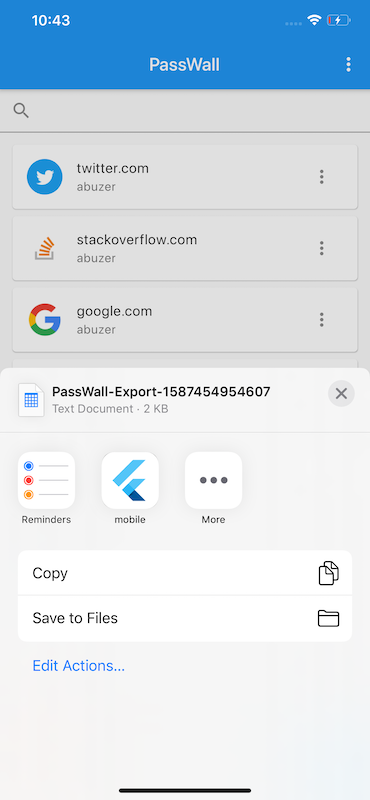 10:43
PassWall
twitter.com
abuzer
stackoverflow.com
abuzer
google.com
abuzer
PassWall-Export-1587454954607
Text Document · 2 KB
Reminders
mobile
More
Copy
Save to Files
Edit Actions...